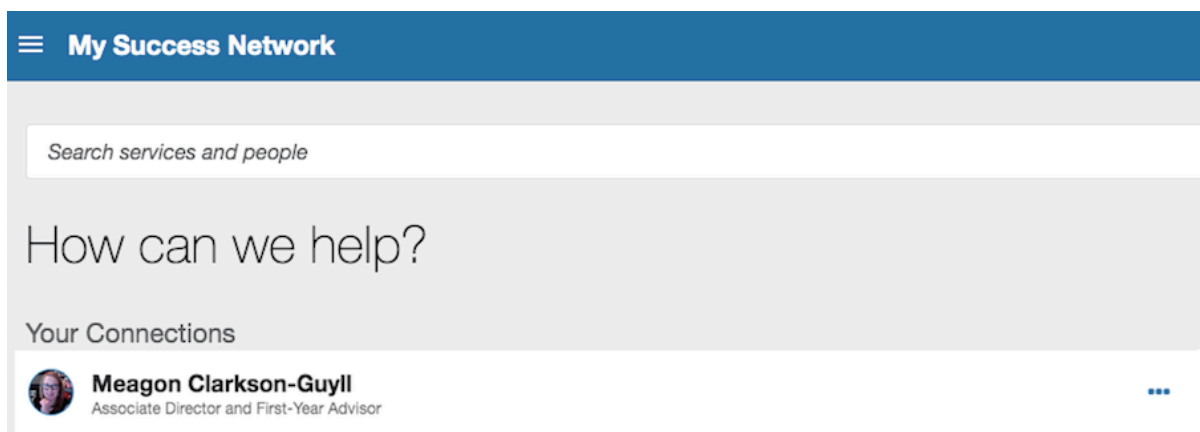 My Success Network
Search services and people
How can we help?
Your Connections
Meagon Clarkson-Guyll
Associate Director and First-Year Advisor